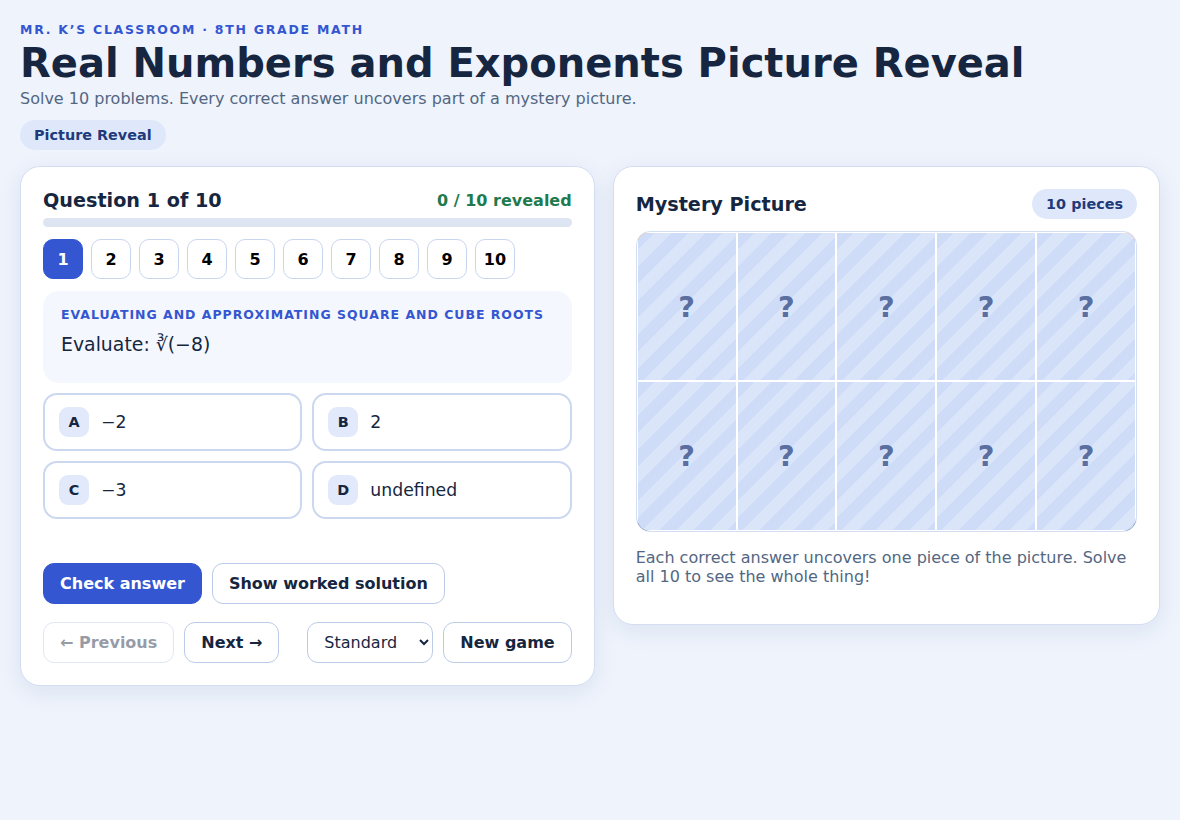 MR. K’S CLASSROOM · 8TH GRADE MATH
Real Numbers and Exponents Picture Reveal
Solve 10 problems. Every correct answer uncovers part of a mystery picture.
Picture Reveal
Question 1 of 10
0 / 10 revealed
1 2 3 4 5 6 7 8 9 10
EVALUATING AND APPROXIMATING SQUARE AND CUBE ROOTS
Evaluate: ∛(−8)
A −2
B 2
C −3
D undefined
Check answer
Show worked solution
← Previous
Next →
Standard
New game
Mystery Picture
10 pieces
? ? ? ? ?
? ? ? ? ?
Each correct answer uncovers one piece of the picture. Solve
all 10 to see the whole thing!